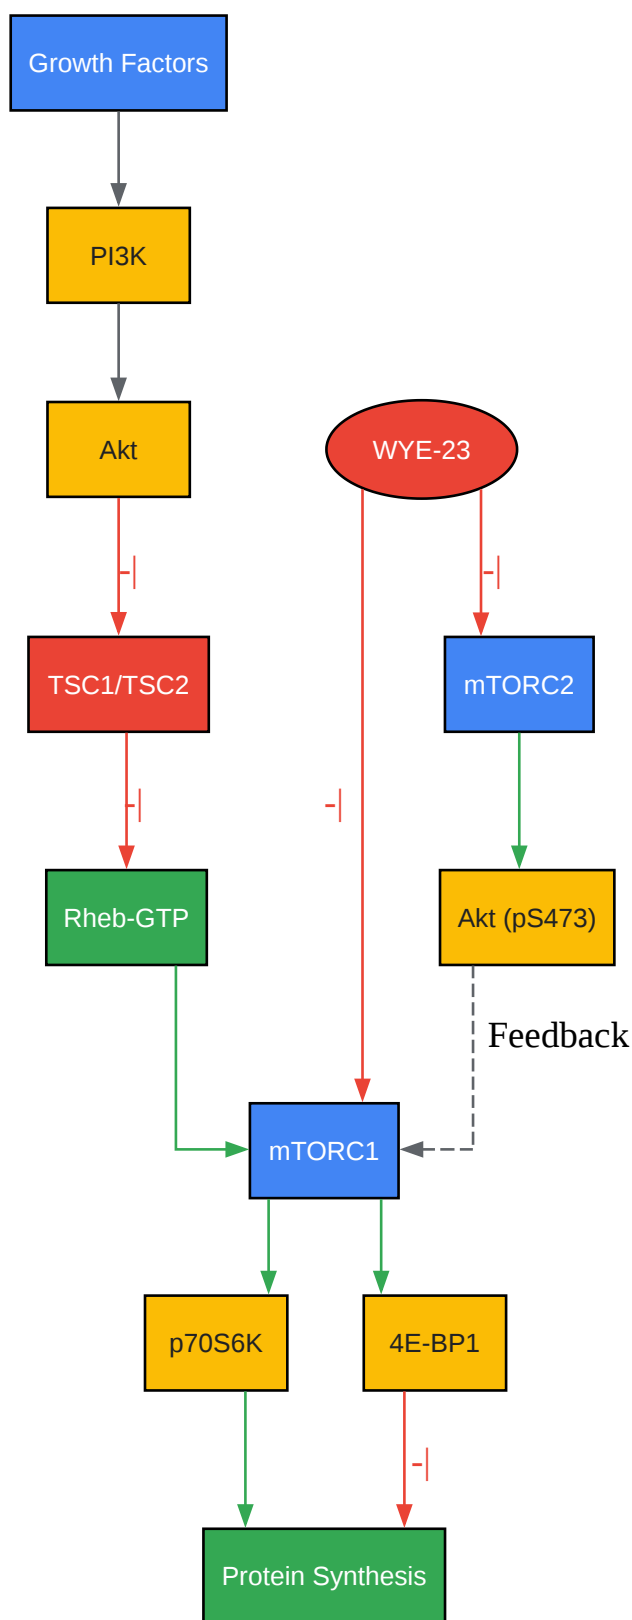 Growth Factors
PI3K
Akt
WYE-23
-|
-|
TSC1/TSC2
mTORC2
-|
-|
Rheb-GTP
Akt (pS473)
Feedback
mTORC1
p70S6K
4E-BP1
-|
Protein Synthesis